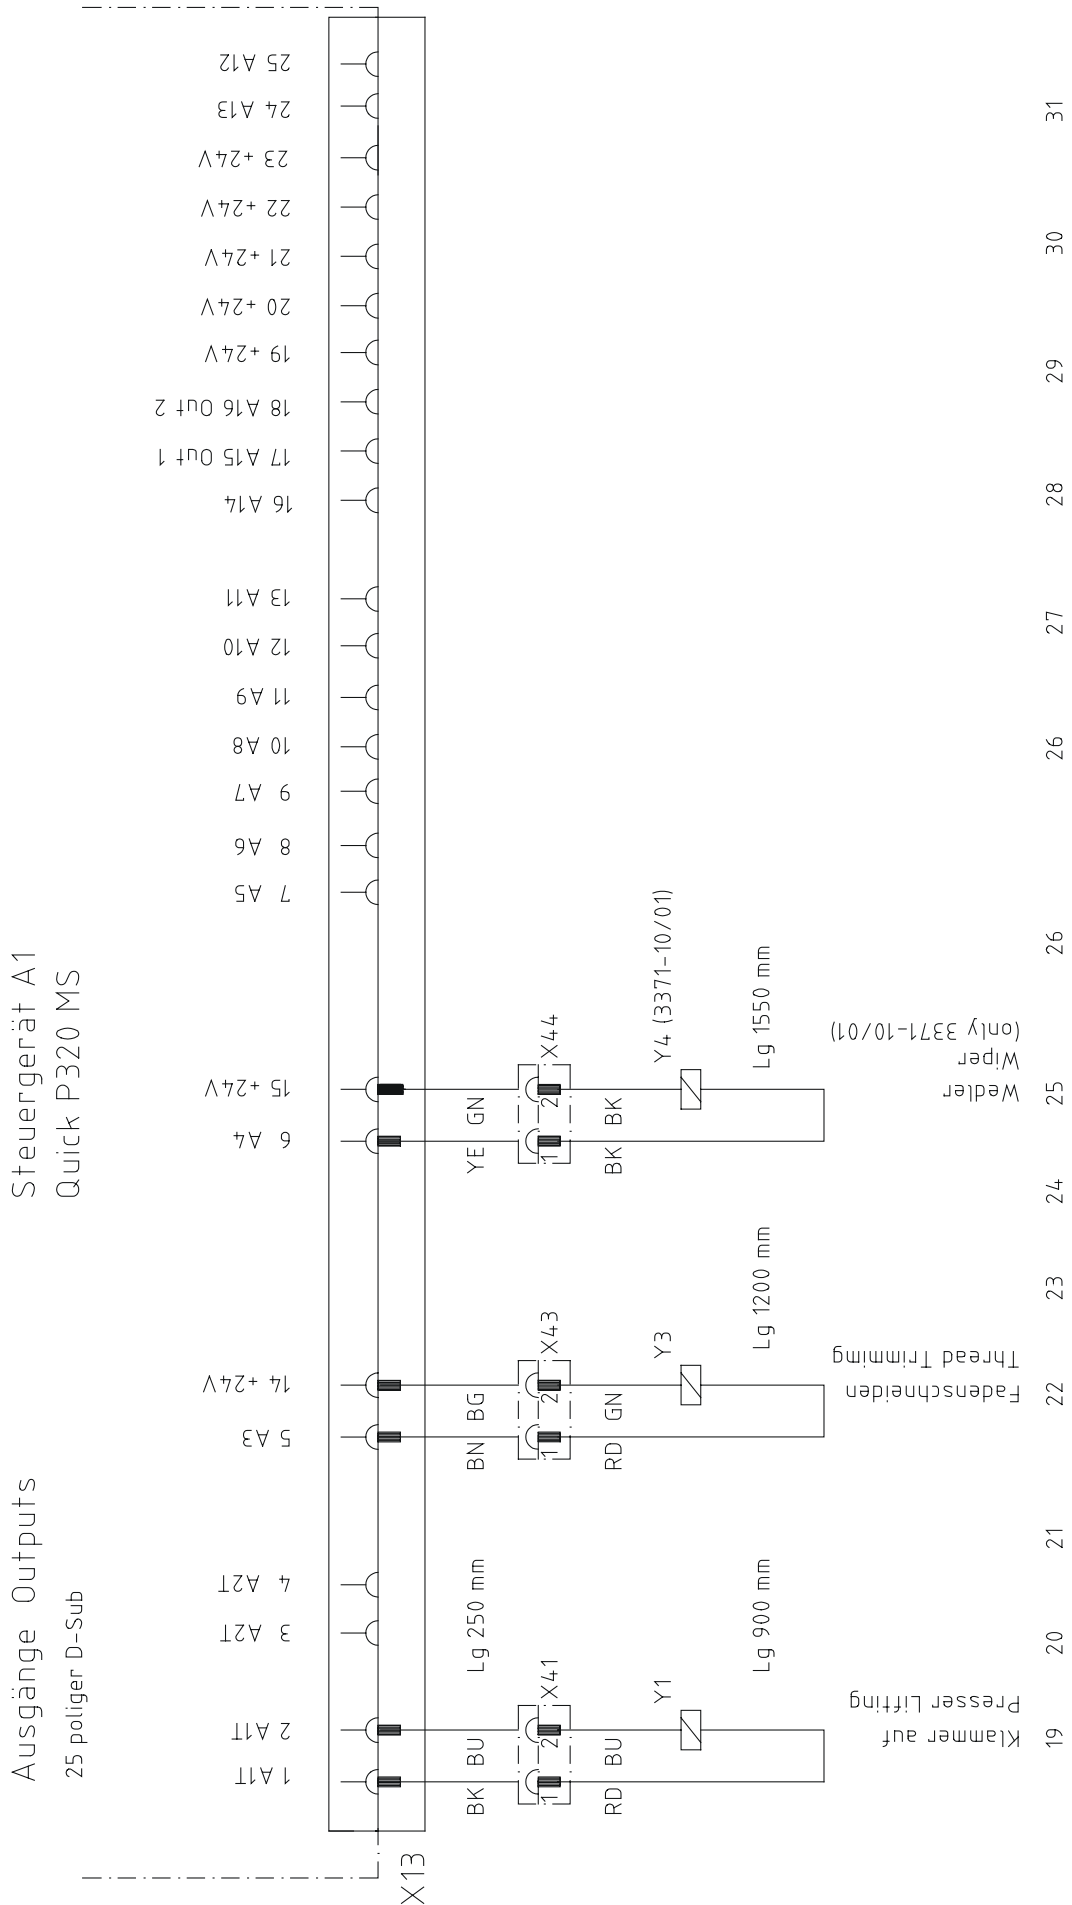 Ausgänge Outputs
25 poliger D-Sub
Steuergerät A1
Quick P320 MS
X13
1 A1T
2 A1T
3 A2T
4 A2T
5 A3
14 +24V
6 A4
15 +24V
7 A5
8 A6
9 A7
10 A8
11 A9
12 A10
13 A11
16 A14
17 A15 Out 1
18 A16 Out 2
19 +24V
20 +24V
21 +24V
22 +24V
23 +24V
24 A13
25 A12
BK BU
Lg 250 mm
BN BG
YE GN
1 2 X41
1 2 X43
1 2 X44
RD BU
RD GN
BK BK
Y1
Y3
Y4 (3371-10/01)
Lg 900 mm
Lg 1200 mm
Lg 1550 mm
Klammer auf
Presser Lifting
Fadenschneiden
Thread Trimmimg
Wedler
Wiper
(only 3371-10/01)
19 20 21 22 23 24 25 26 26 27 28 29 30 31